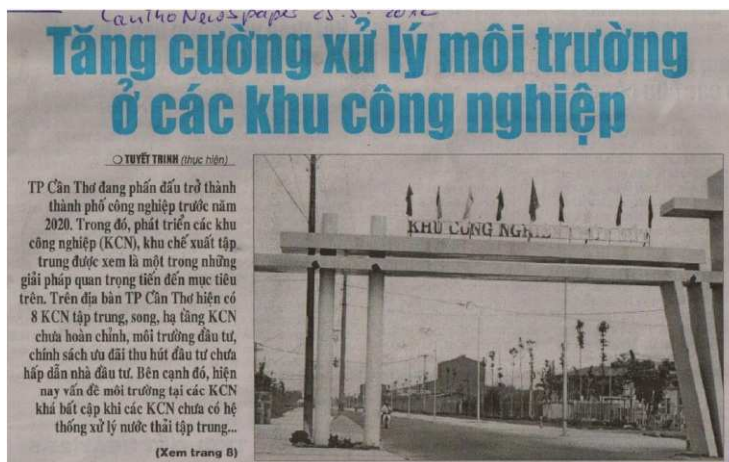 CanTho Newspaper 25.5. 2012
Tăng cường xử lý môi trường
ở các khu công nghiệp
TUYẾT TRINH (thực hiện)
TP Cần Thơ đang phấn đấu trở thành
thành phố công nghiệp trước năm
2020. Trong đó, phát triển các khu
công nghiệp (KCN), khu chế xuất tập
trung được xem là một trong những
giải pháp quan trọng tiến đến mục tiêu
trên. Trên địa bàn TP Cần Thơ hiện có
8 KCN tập trung, song, hạ tầng KCN
chưa hoàn chỉnh, môi trường đầu tư,
chính sách ưu đãi thu hút đầu tư chưa
hấp dẫn nhà đầu tư. Bên cạnh đó, hiện
nay vấn đề môi trường tại các KCN
khá bất cập khi các KCN chưa có hệ
thống xử lý nước thải tập trung...
(Xem trang 8)
KHU CÔNG NGHIỆP